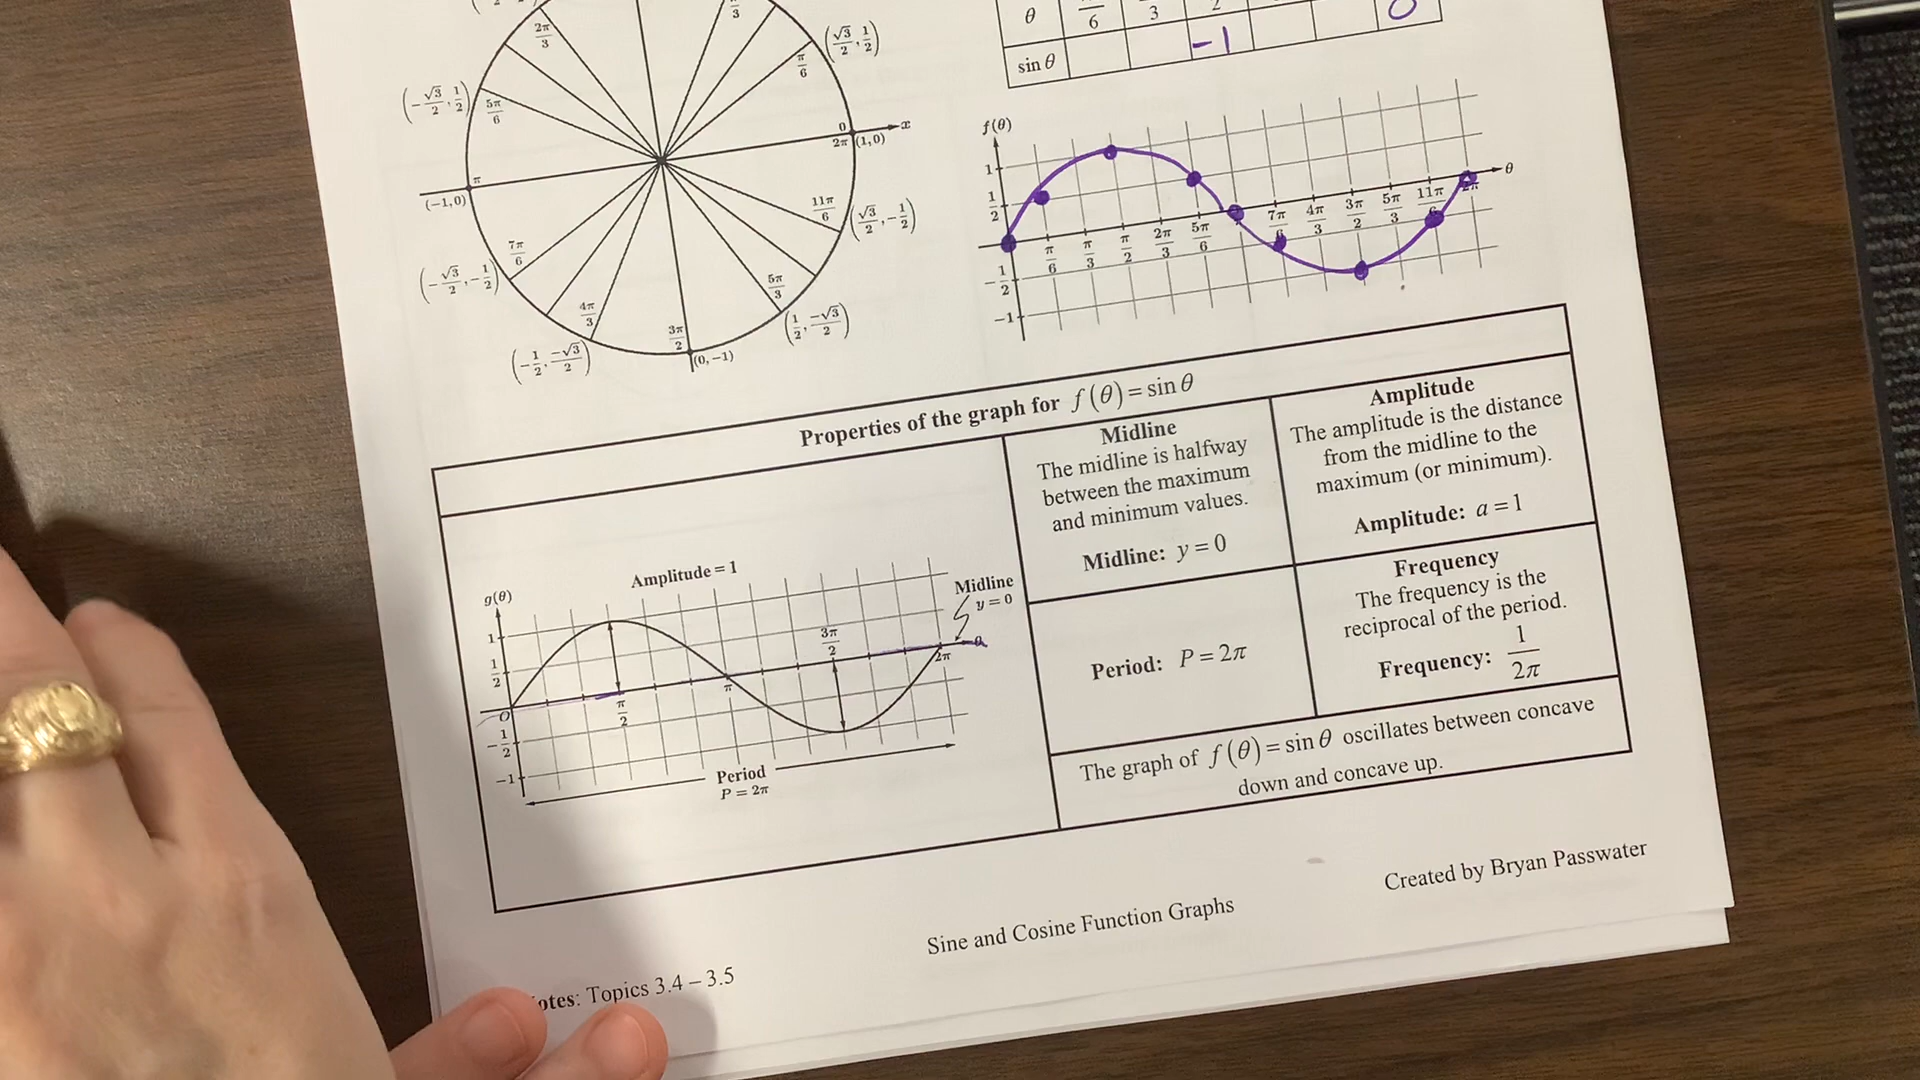 2π/3
π/3
(√3/2, 1/2)
π/6
(-√3/2, 1/2)
5π/6
0
x
2π
(1,0)
π
(-1,0)
11π/6
(√3/2, -1/2)
7π/6
(-√3/2, -1/2)
5π/3
(1/2, -√3/2)
4π/3
3π/2
(-1/2, -√3/2)
(0,-1)
θ π/6
0
sin θ -1
f(θ)
1
1/2
-1/2
-1
π/6 π/3 π/2 2π/3 5π/6 7π/6 4π/3 3π/2 5π/3 11π/6 2π
θ
Properties of the graph for f(θ) = sin θ
Amplitude = 1
g(θ)
Midline
y = 0
1
1/2
O
-1/2
-1
π/2
π
3π/2
2π
θ
Period
P = 2π
Midline
The midline is halfway
between the maximum
and minimum values.
Midline: y = 0
Amplitude
The amplitude is the distance
from the midline to the
maximum (or minimum).
Amplitude: a = 1
Period: P = 2π
Frequency
The frequency is the
reciprocal of the period.
Frequency: 1/2π
The graph of f(θ) = sin θ oscillates between concave
down and concave up.
Created by Bryan Passwater
Sine and Cosine Function Graphs
otes: Topics 3.4 – 3.5